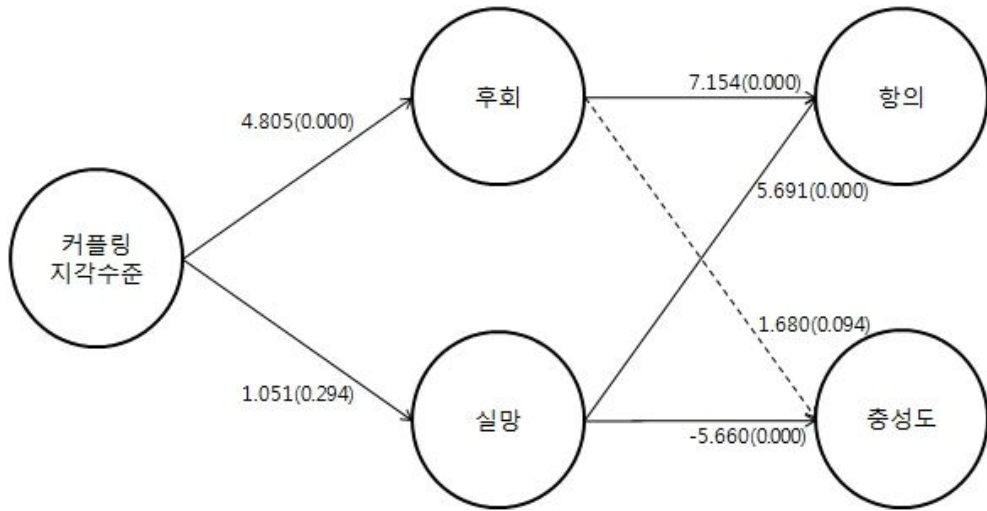 후회
항의
7.154(0.000)
4.805(0.000)
5.691(0.000)
커플링
지각수준
1.680(0.094)
1.051(0.294)
실망
충성도
-5.660(0.000)